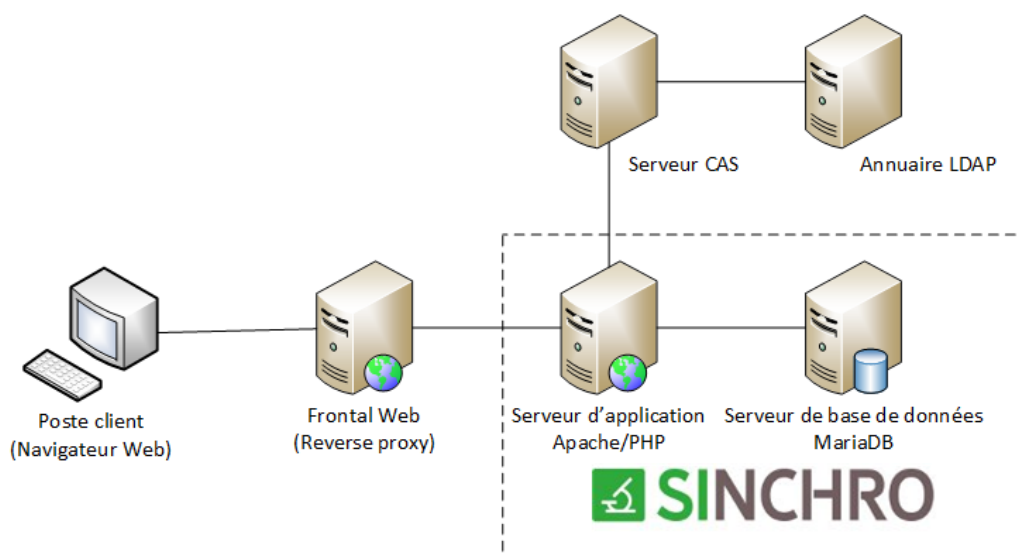 Serveur CAS
Annuaire LDAP
Poste client
(Navigateur Web)
Frontal Web
(Reverse proxy)
Serveur d'application
Apache/PHP
Serveur de base de données
MariaDB
SINCHRO